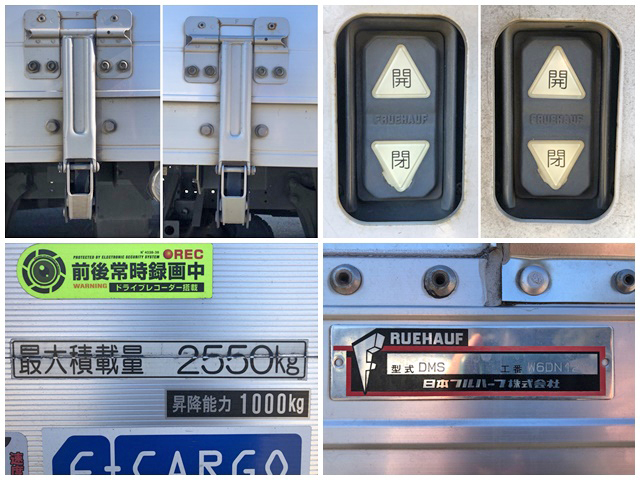 開
FRUEHAUF
閉
開
FRUEHAUF
閉
PROTECTED BY ELECTRONIC SECURITY SYSTEM
REC
前後常時録画中
WARNING ドライブレコーダー搭載
最大積載量 2550kg
昇降能力 1000kg
E-CARGO
RUEHAUF
型式 DMS 工番 W6DN
日本フルハーフ株式会社